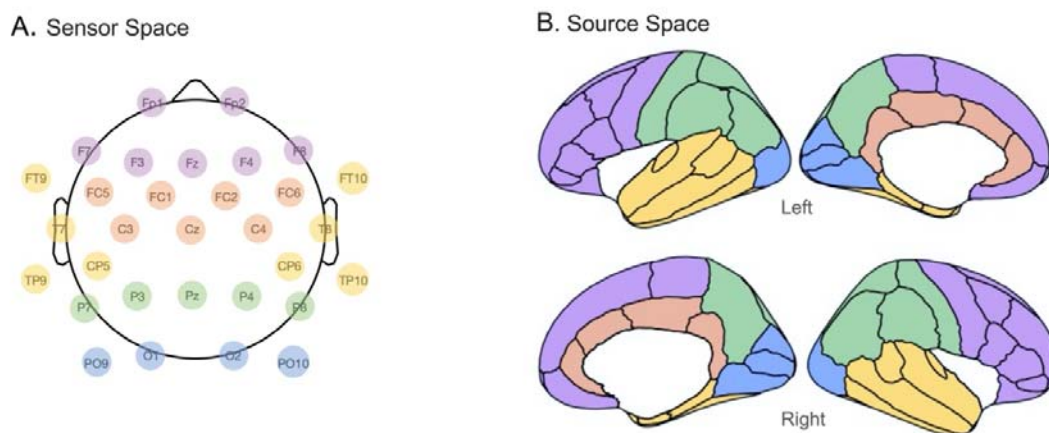 A. Sensor Space
Fp1 Fp2
F7 F3 Fz F4 F8
FT9 FT10
FC5 FC1 FC2 FC6
T7 C3 Cz C4 T8
CP5 CP6
TP9 TP10
P7 P3 Pz P4 P8
PO9 O1 O2 PO10
B. Source Space
Left
Right